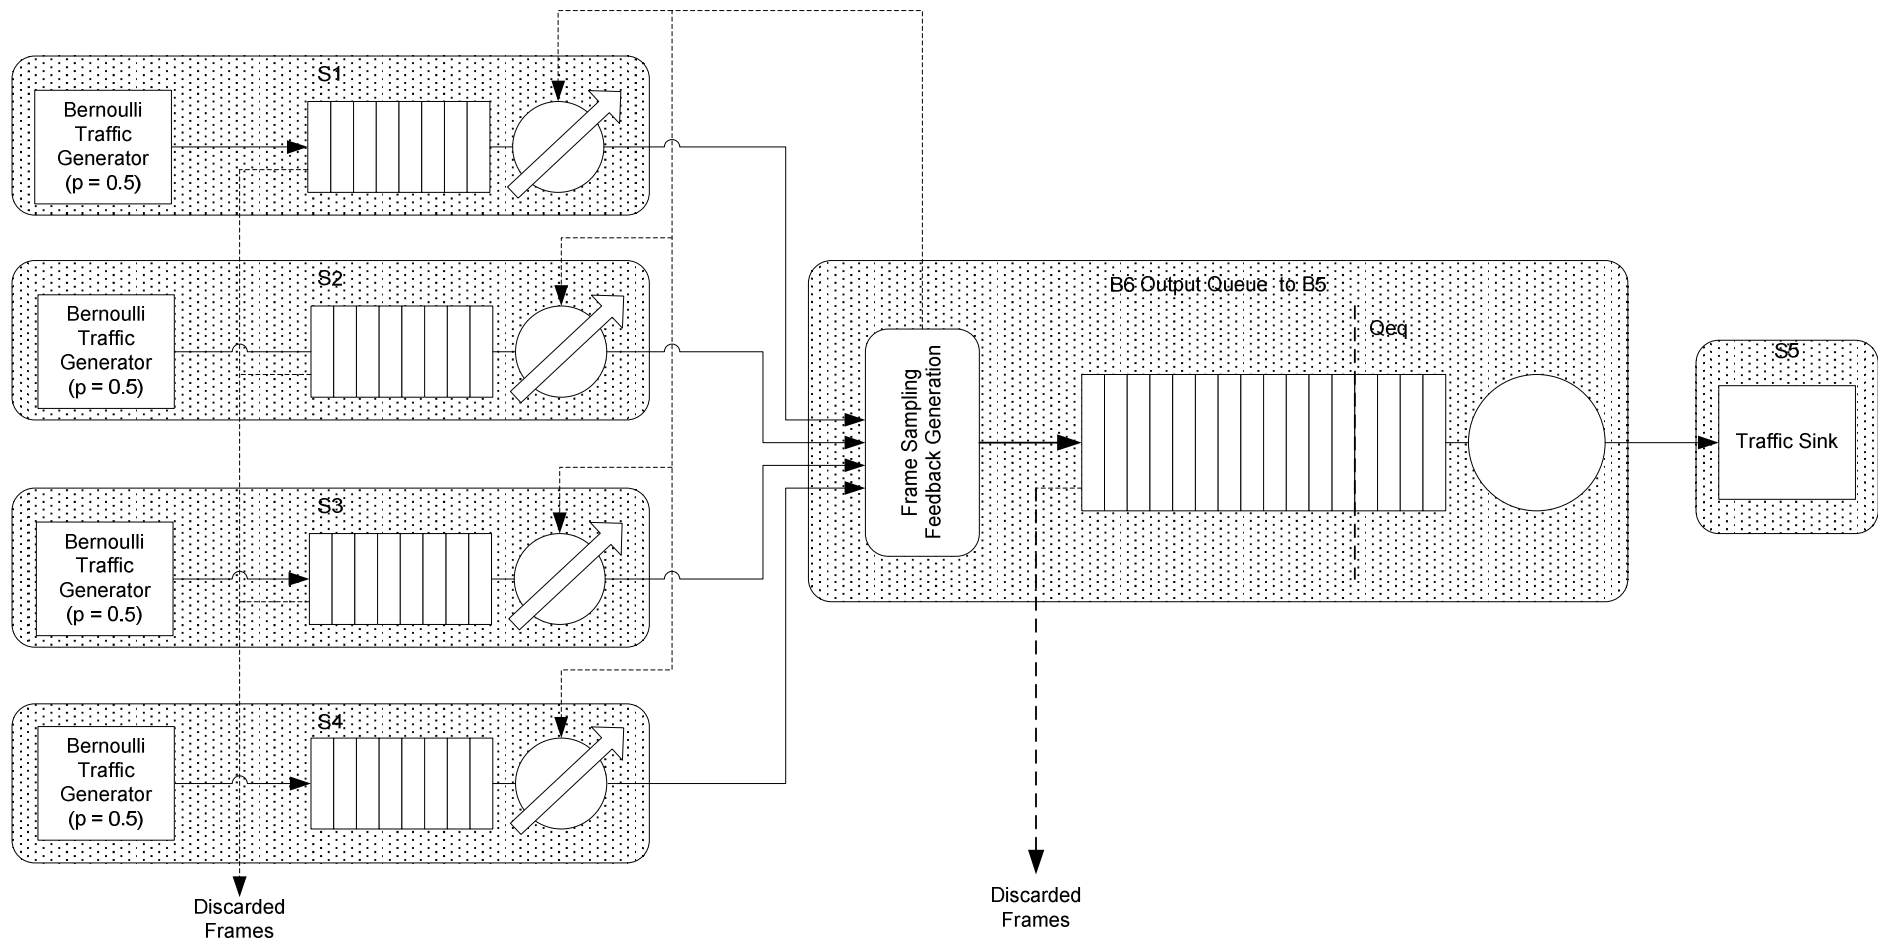 S1
Bernoulli
Traffic
Generator
(p = 0.5)
S2
Bernoulli
Traffic
Generator
(p = 0.5)
S3
Bernoulli
Traffic
Generator
(p = 0.5)
S4
Bernoulli
Traffic
Generator
(p = 0.5)
Discarded
Frames
B6 Output Queue to B5
Qeq
Frame Sampling
Feedback Generation
Discarded
Frames
S5
Traffic Sink